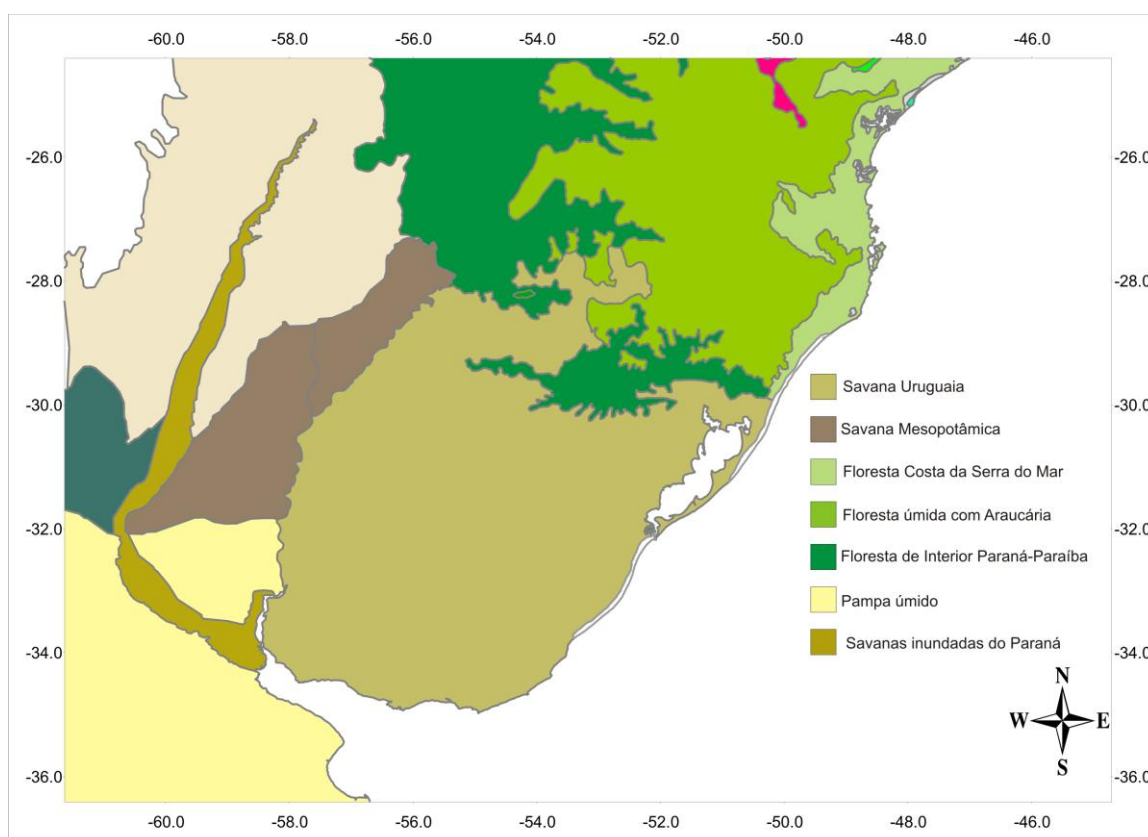 -60.0 -58.0 -56.0 -54.0 -52.0 -50.0 -48.0 -46.0
-26.0 -26.0
-28.0 -28.0
-30.0 -30.0
Savana Uruguaia
Savana Mesopotâmica
Floresta Costa da Serra do Mar
Floresta úmida com Araucária
Floresta de Interior Paraná-Paraíba
Pampa úmido
Savanas inundadas do Paraná
-32.0 -32.0
-34.0 -34.0
N
W E
S
-36.0 -36.0
-60.0 -58.0 -56.0 -54.0 -52.0 -50.0 -48.0 -46.0